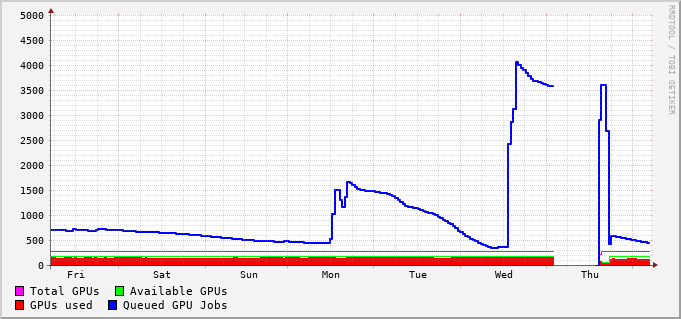 5000
4500
4000
3500
3000
2500
2000
1500
1000
500
0
Fri Sat Sun Mon Tue Wed Thu
Total GPUs Available GPUs
GPUs used Queued GPU Jobs
RRDTOOL / TOBI OETIKER